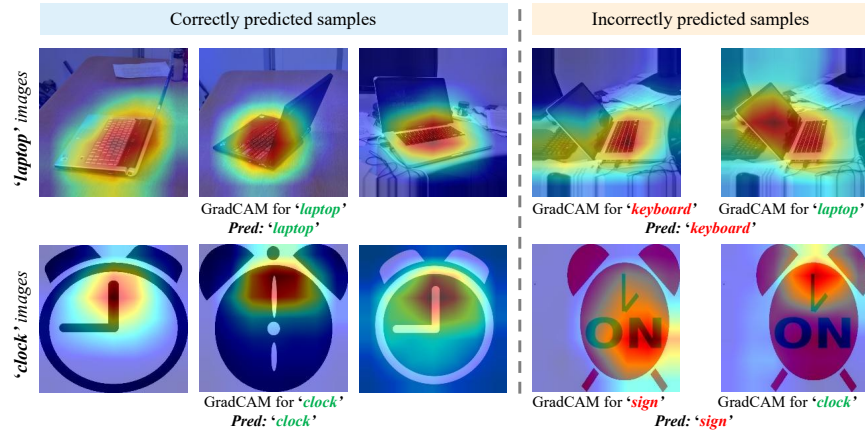 Correctly predicted samples
Incorrectly predicted samples
'laptop' images
GradCAM for 'laptop'
Pred: 'laptop'
GradCAM for 'keyboard'
GradCAM for 'laptop'
Pred: 'keyboard'
'clock' images
ON
ON
GradCAM for 'clock'
Pred: 'clock'
GradCAM for 'sign'
GradCAM for 'clock'
Pred: 'sign'